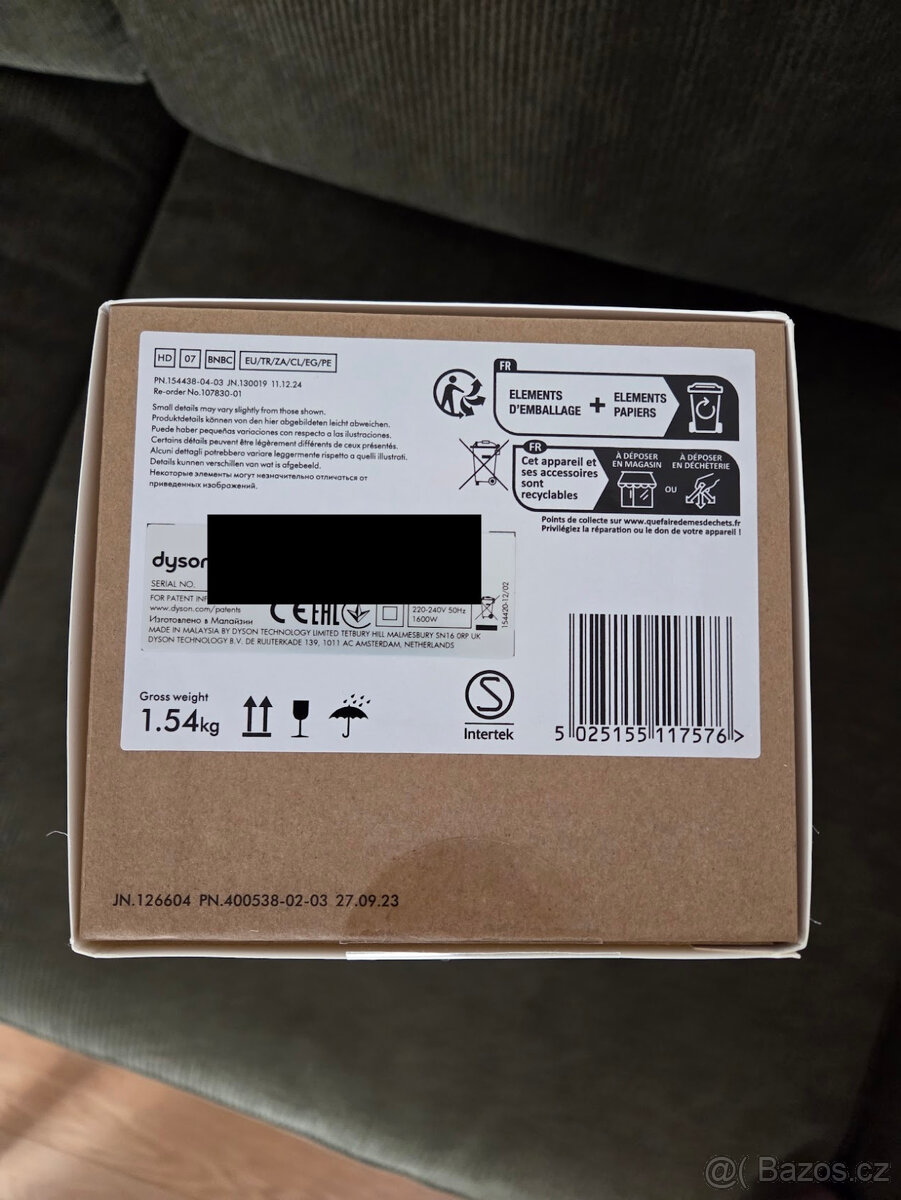 HD 07 BNBC EU/TR/ZA/CL/EG/PE
PN.154438-04-03 JN.130019 11.12.24
Re-order No.107830-01
Small details may vary slightly from those shown.
Produktdetails können von den hier abgebildeten leicht abweichen.
Puede haber pequeñas variaciones con respecto a las ilustraciones.
Certains détails peuvent être légèrement différents de ceux présentés.
Alcuni dettagli potrebbero variare leggermente rispetto a quelli illustrati.
Details kunnen verschillen van wat is afgebeeld.
Некоторые элементы могут незначительно отличаться от
приведенных изображений.
FR
ELEMENTS
D'EMBALLAGE + ELEMENTS
PAPIERS
FR
Cet appareil et
ses accessoires
sont
recyclables
À DÉPOSER
EN MAGASIN
OU
À DÉPOSER
EN DÉCHÈTERIE
Points de collecte sur www.quefairedemesdechets.fr
Privilégiez la réparation ou le don de votre appareil !
dyson
SERIAL NO.
FOR PATENT INF
www.dyson.com/patents
Изготовлено в Малайзии
CE EAC
220-240V 50Hz
1600W
154420-12/02
MADE IN MALAYSIA BY DYSON TECHNOLOGY LIMITED TETBURY HILL MALMESBURY SN16 0RP UK
DYSON TECHNOLOGY B.V. DE RUIJTERKADE 139, 1011 AC AMSTERDAM, NETHERLANDS
Gross weight
1.54kg
S
Intertek
5 025155 117576 >
JN.126604 PN.400538-02-03 27.09.23
@( Bazos.cz